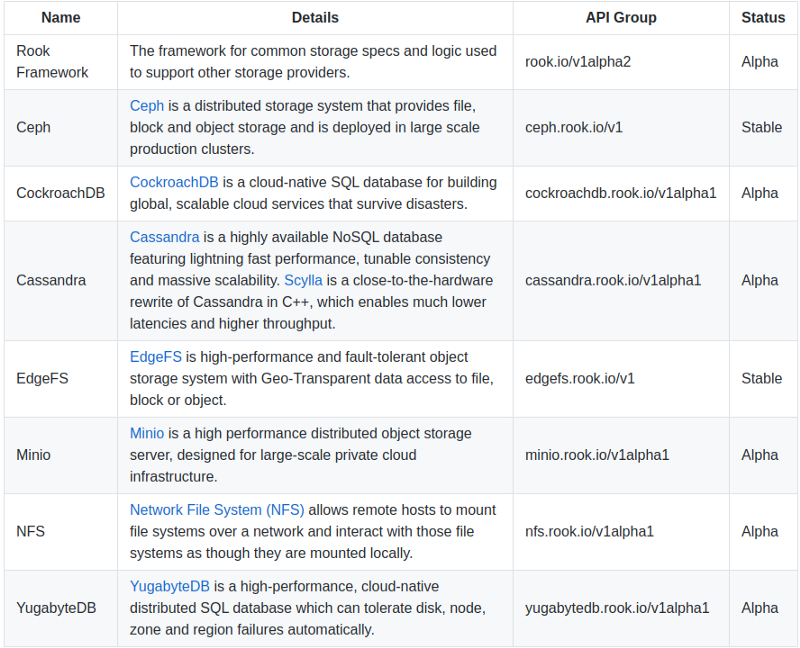 Name Details API Group Status
Rook
Framework
The framework for common storage specs and logic used
to support other storage providers.
rook.io/v1alpha2
Alpha
Ceph
Ceph is a distributed storage system that provides file,
block and object storage and is deployed in large scale
production clusters.
ceph.rook.io/v1
Stable
CockroachDB
CockroachDB is a cloud-native SQL database for building
global, scalable cloud services that survive disasters.
cockroachdb.rook.io/v1alpha1
Alpha
Cassandra
Cassandra is a highly available NoSQL database
featuring lightning fast performance, tunable consistency
and massive scalability. Scylla is a close-to-the-hardware
rewrite of Cassandra in C++, which enables much lower
latencies and higher throughput.
cassandra.rook.io/v1alpha1
Alpha
EdgeFS
EdgeFS is high-performance and fault-tolerant object
storage system with Geo-Transparent data access to file,
block or object.
edgefs.rook.io/v1
Stable
Minio
Minio is a high performance distributed object storage
server, designed for large-scale private cloud
infrastructure.
minio.rook.io/v1alpha1
Alpha
NFS
Network File System (NFS) allows remote hosts to mount
file systems over a network and interact with those file
systems as though they are mounted locally.
nfs.rook.io/v1alpha1
Alpha
YugabyteDB
YugabyteDB is a high-performance, cloud-native
distributed SQL database which can tolerate disk, node,
zone and region failures automatically.
yugabytedb.rook.io/v1alpha1
Alpha